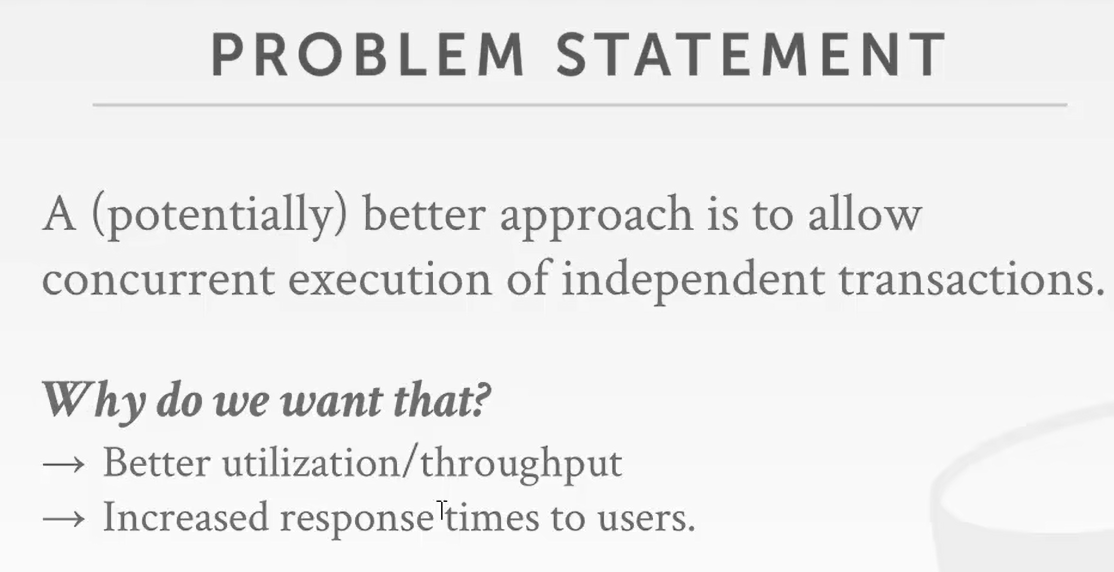 PROBLEM STATEMENT
A (potentially) better approach is to allow
concurrent execution of independent transactions.
Why do we want that?
→ Better utilization/throughput
→ Increased response times to users.